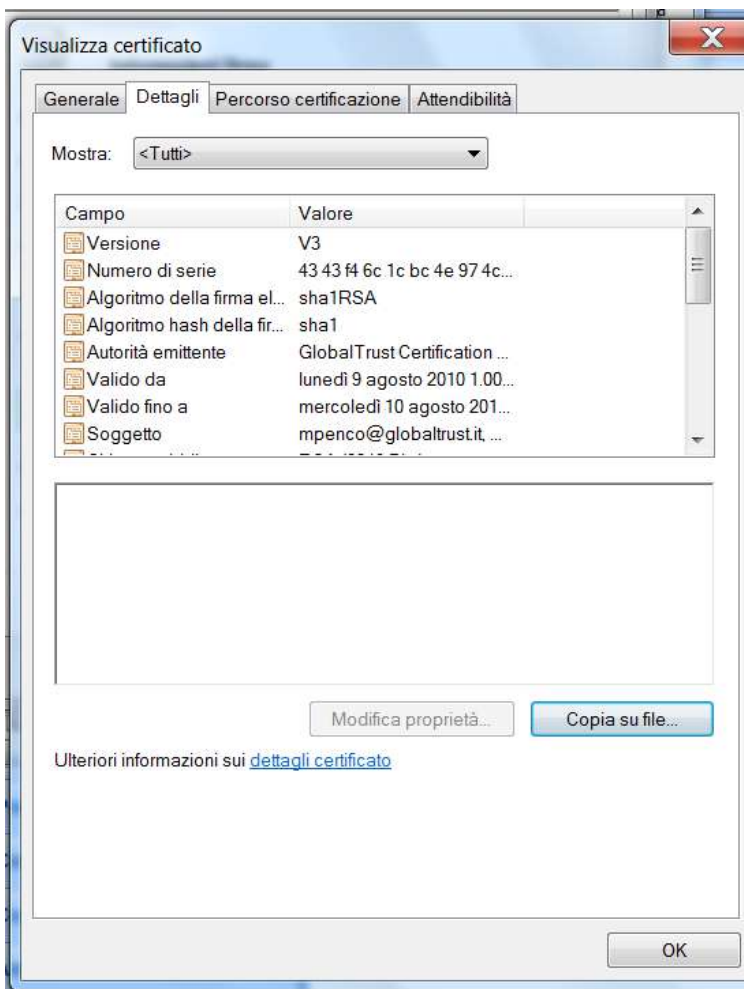 Visualizza certificato
Generale Dettagli Percorso certificazione Attendibilità
Mostra: <Tutti>
Campo Valore
Versione V3
Numero di serie 43 43 f4 6c 1c bc 4e 97 4c...
Algoritmo della firma el... sha1RSA
Algoritmo hash della fir... sha1
Autorità emittente GlobalTrust Certification ...
Valido da lunedì 9 agosto 2010 1.00...
Valido fino a mercoledì 10 agosto 201...
Soggetto mpenco@globaltrust.it, ...
Modifica proprietà... Copia su file...
Ulteriori informazioni sui dettagli certificato
OK